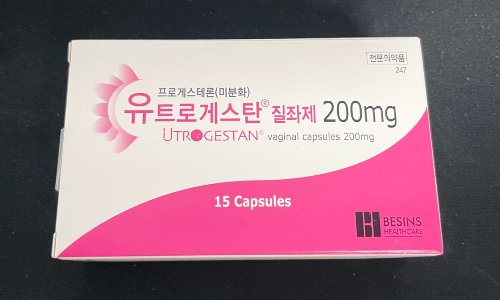 전문의약품
247
프로게스테론(미분화)
유트로게스탄® 질좌제 200mg
UTROGESTAN® vaginal capsules 200mg
15 Capsules
BESINS
HEALTHCARE